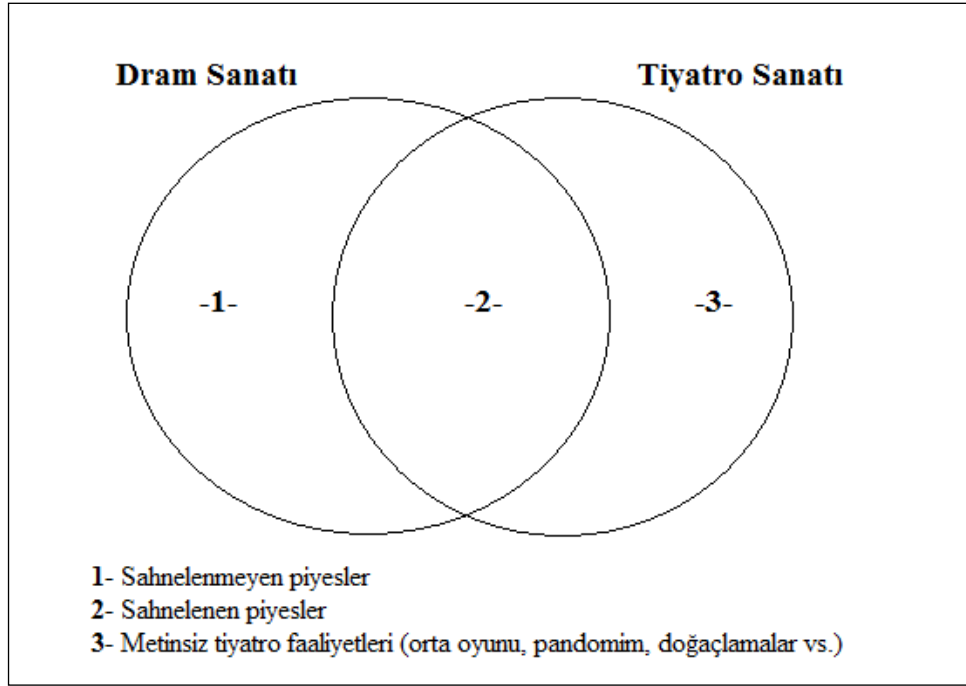 Dram Sanatı
Tiyatro Sanatı
-1-
-2-
-3-
1- Sahnelenmeyen piyesler
2- Sahnelenen piyesler
3- Metinsiz tiyatro faaliyetleri (orta oyunu, pandomim, doğaçlamalar vs.)